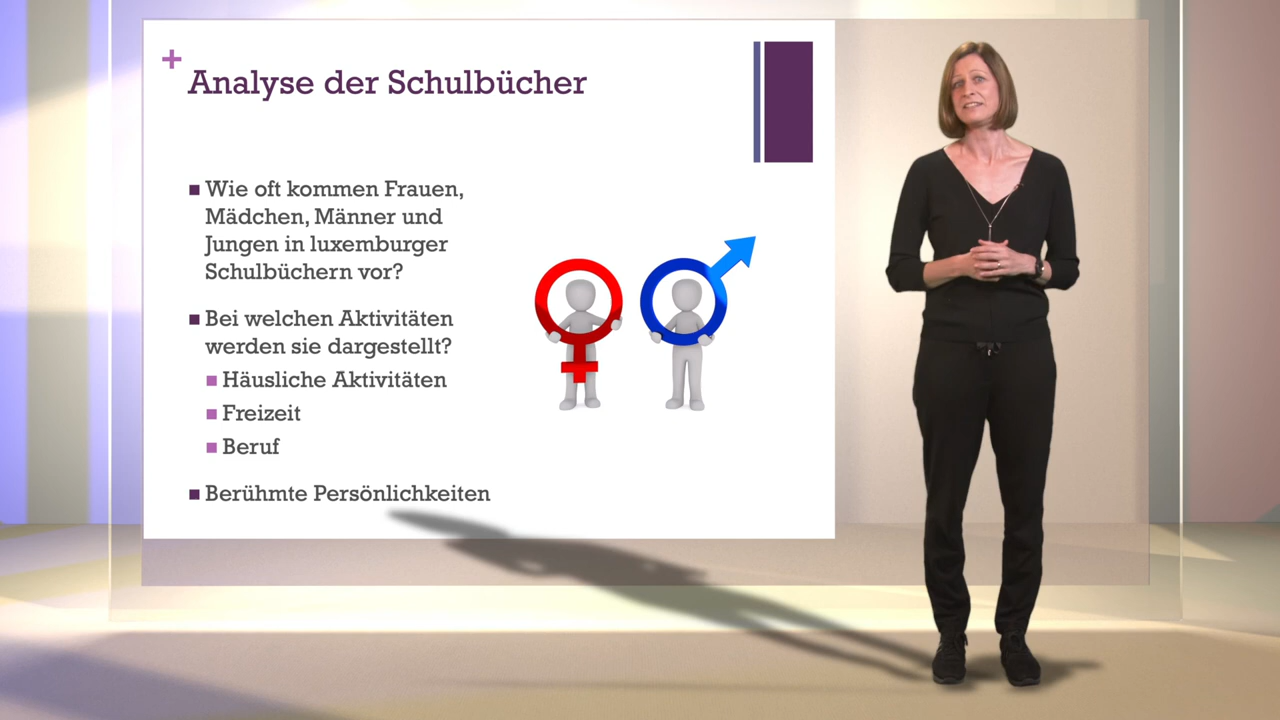 +
Analyse der Schulbücher
Wie oft kommen Frauen,
Mädchen, Männer und
Jungen in luxemburger
Schulbüchern vor?
Bei welchen Aktivitäten
werden sie dargestellt?
Häusliche Aktivitäten
Freizeit
Beruf
Berühmte Persönlichkeiten